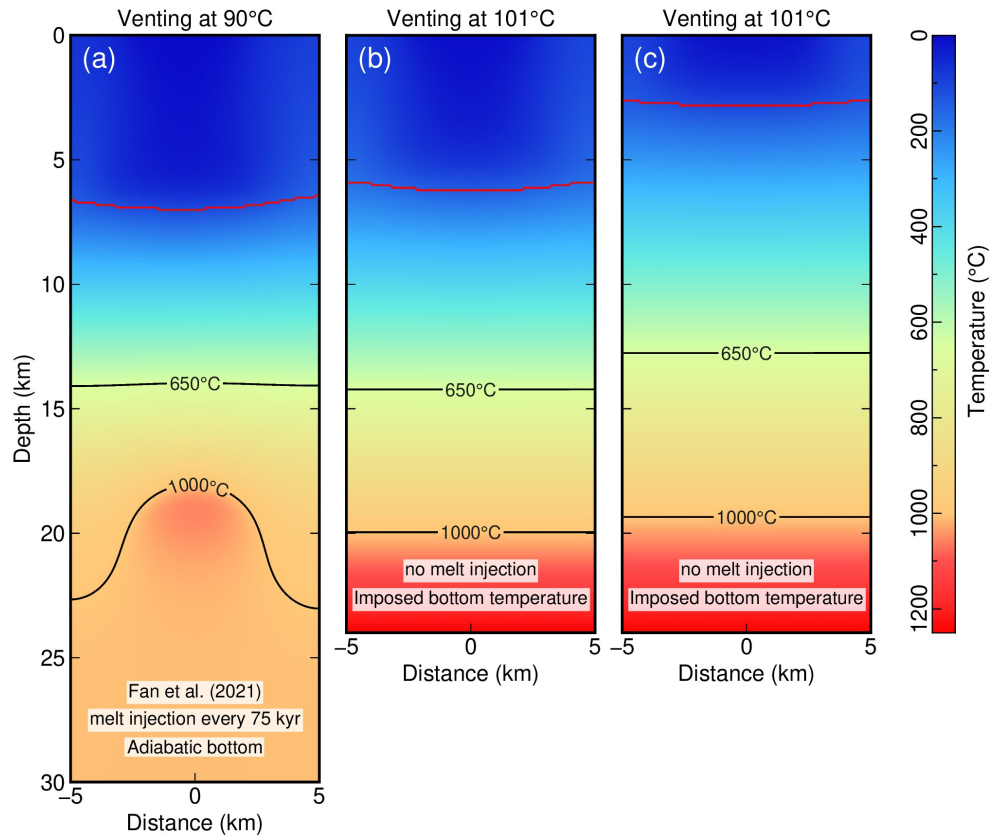 Venting at 90°C
Venting at 101°C
Venting at 101°C
(a)
(b)
(c)
0
5
10
15
20
25
30
Depth (km)
650°C
1000°C
Fan et al. (2021)
melt injection every 75 kyr
Adiabatic bottom
−5
0
5
Distance (km)
650°C
1000°C
no melt injection
Imposed bottom temperature
−5
0
5
Distance (km)
650°C
1000°C
no melt injection
Imposed bottom temperature
−5
0
5
Distance (km)
0
200
400
600
800
1000
1200
Temperature (°C)